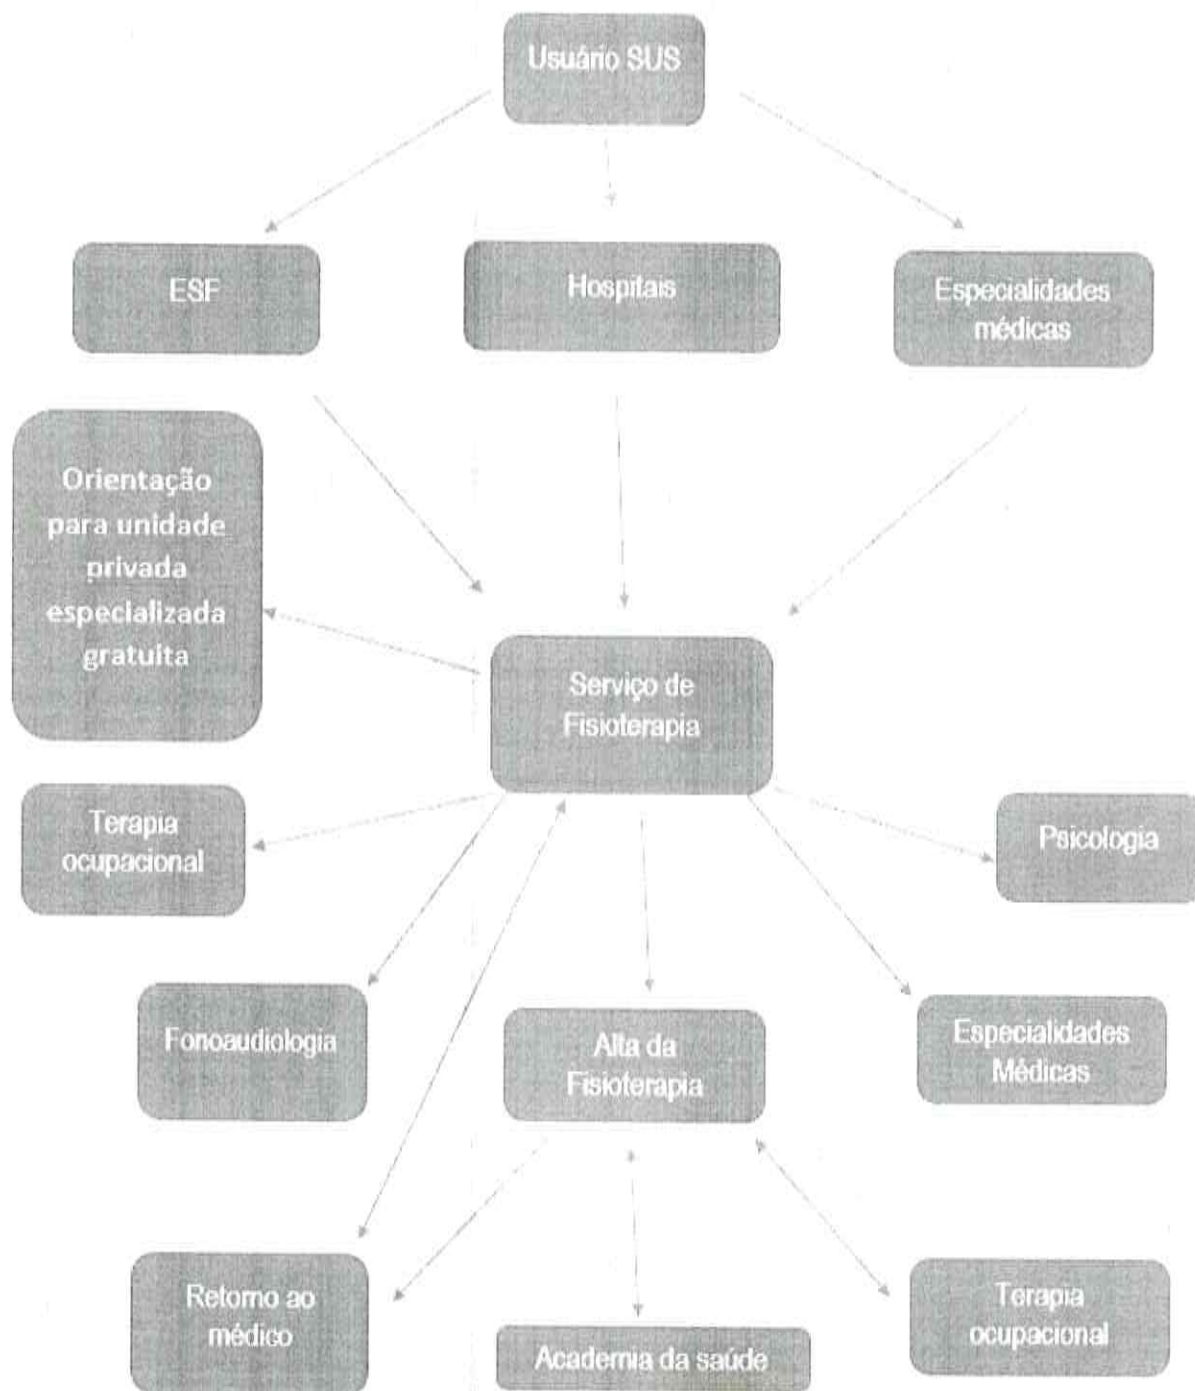 Usuário SUS
ESF
Hospitais
Especialidades
médicas
Orientação
para unidade
privada
especializada
gratuita
Serviço de
Fisioterapia
Terapia
ocupacional
Psicologia
Fonoaudiologia
Alta da
Fisioterapia
Especialidades
Médicas
Retorno ao
médico
Academia da saúde
Terapia
ocupacional